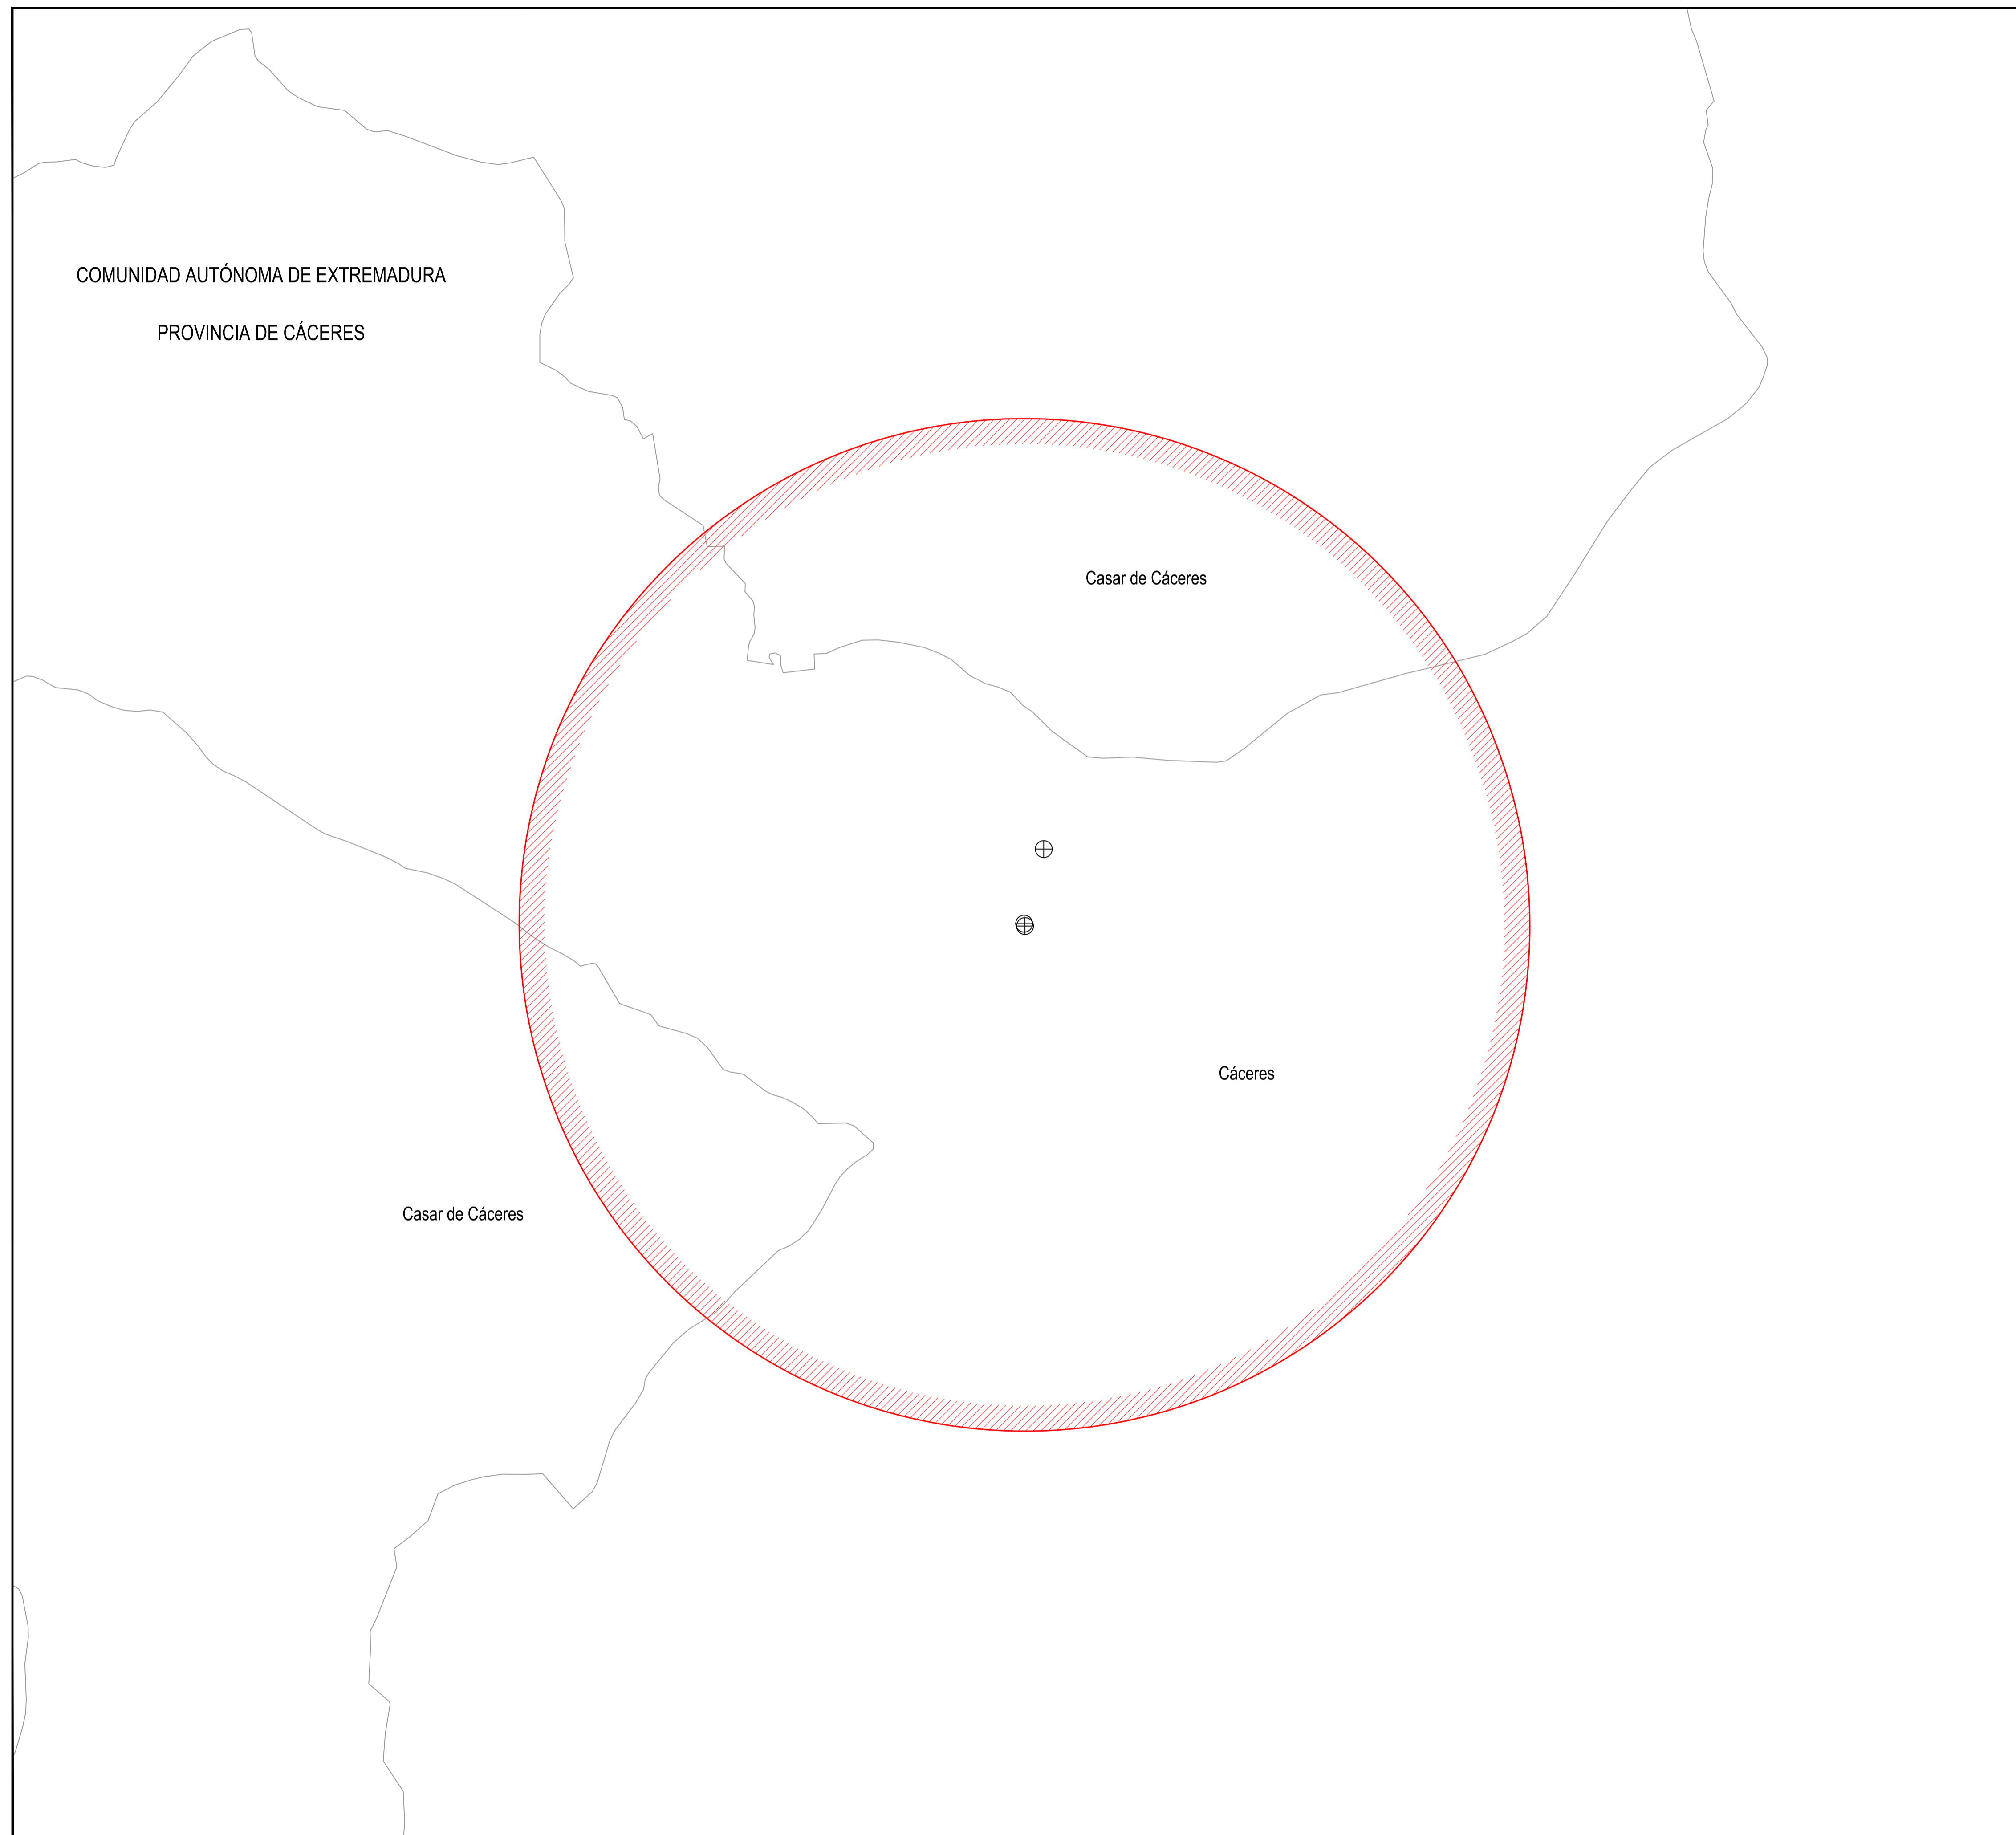 COMUNIDAD AUTÓNOMA DE EXTREMADURA
PROVINCIA DE CÁCERES
Casar de Cáceres
Cáceres
Casar de Cáceres